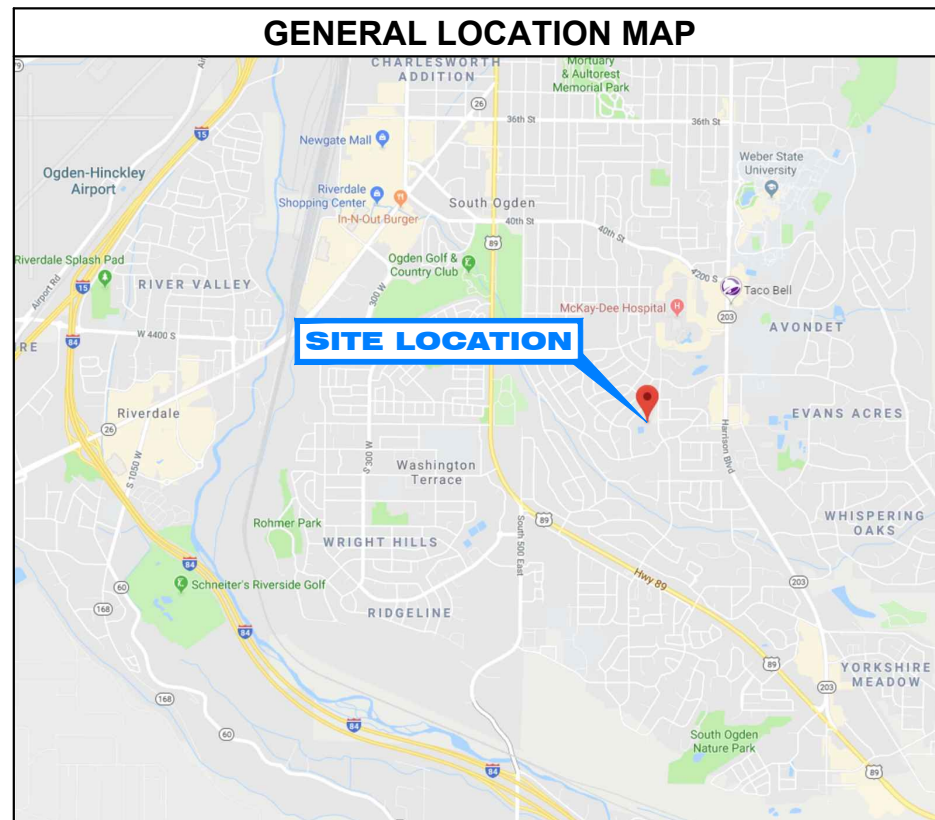 GENERAL LOCATION MAP
CHARLESWORTH
ADDITION
Mortuary
& Aultorest
Memorial Park
79
26
36th St
36th St
15
Newgate Mall
Weber State
University
Ogden-Hinckley
Airport
Riverdale
Shopping Center
In-N-Out Burger
South Ogden
40th St
40th St
89
Riverdale Splash Pad
Ogden Golf &
Country Club
4200 S
15
RIVER VALLEY
300 W
Taco Bell
Airport Rd
McKay-Dee Hospital
H
203
W 4400 S
AVONDET
84
IRE
SITE LOCATION
Riverdale
EVANS ACRES
26
Harrison Blvd
S 1050 W
S 300 W
Washington
Terrace
Rohmer Park
South 500 East
89
WHISPERING
OAKS
WRIGHT HILLS
84
Hwy 89
60
Schneiter's Riverside Golf
203
168
RIDGELINE
84
89
YORKSHIRE
MEADOW
203
168
84
60
South Ogden
Nature Park
84
89